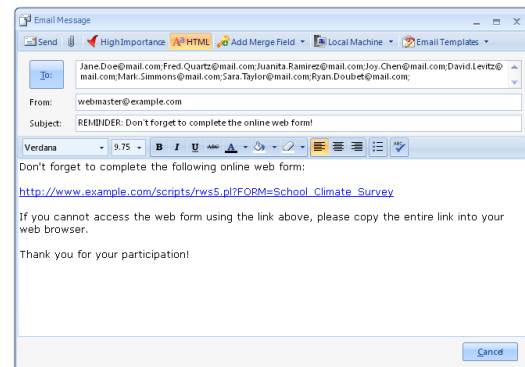 Email Message
Send High Importance HTML Add Merge Field Local Machine Email Templates
To: Jane.Doe@mail.com;Fred.Quartz@mail.com;Juanita.Ramirez@mail.com;Joy.Chen@mail.com;David.Levitz@
mail.com;Mark.Simmons@mail.com;Sara.Taylor@mail.com;Ryan.Doubet@mail.com;
From: webmaster@example.com
Subject: REMINDER: Don't forget to complete the online web form!
Verdana 9.75 B I U abc A ABC
Don't forget to complete the following online web form:
http://www.example.com/scripts/rws5.pl?FORM=School_Climate_Survey
If you cannot access the web form using the link above, please copy the entire link into your
web browser.
Thank you for your participation!
Cancel